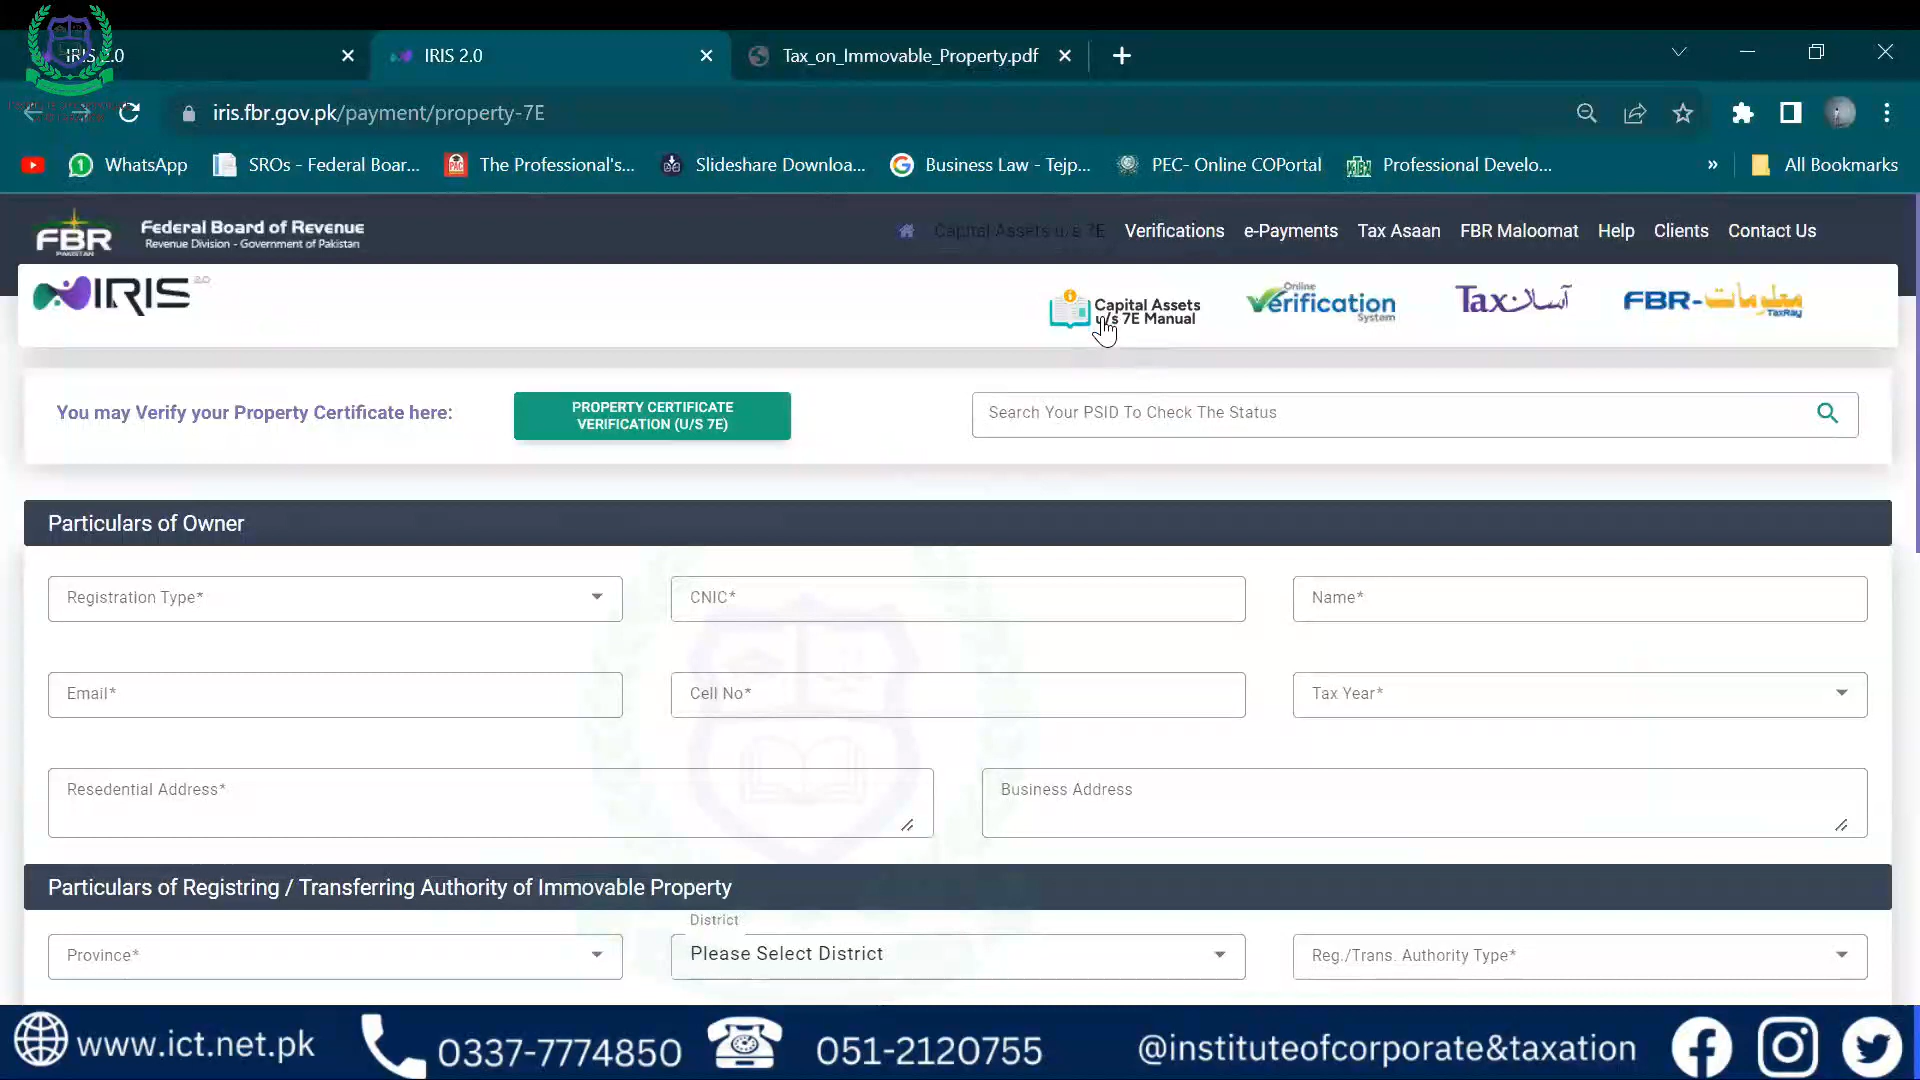 IRIS 2.0
IRIS 2.0
Tax_on_Immovable_Property.pdf
iris.fbr.gov.pk/payment/property-7E
WhatsApp
SROs - Federal Boar...
The Professional's...
Slideshare Downloa...
Business Law - Tejp...
PEC- Online COPortal
Professional Develo...
»
All Bookmarks
FBR
PAKISTAN
Federal Board of Revenue
Revenue Division - Government of Pakistan
Capital Assets u/s 7E
Verifications
e-Payments
Tax Asaan
FBR Maloomat
Help
Clients
Contact Us
IRIS 2.0
Capital Assets
u/s 7E Manual
Online
Verification
System
Tax آسان
FBR-معلومات
TaxRay
You may Verify your Property Certificate here:
PROPERTY CERTIFICATE
VERIFICATION (U/S 7E)
Search Your PSID To Check The Status
Particulars of Owner
Registration Type*
CNIC*
Name*
Email*
Cell No*
Tax Year*
Resedential Address*
Business Address
Particulars of Registring / Transferring Authority of Immovable Property
Province*
District
Please Select District
Reg./Trans. Authority Type*
www.ict.net.pk
0337-7774850
051-2120755
@instituteofcorporate&taxation